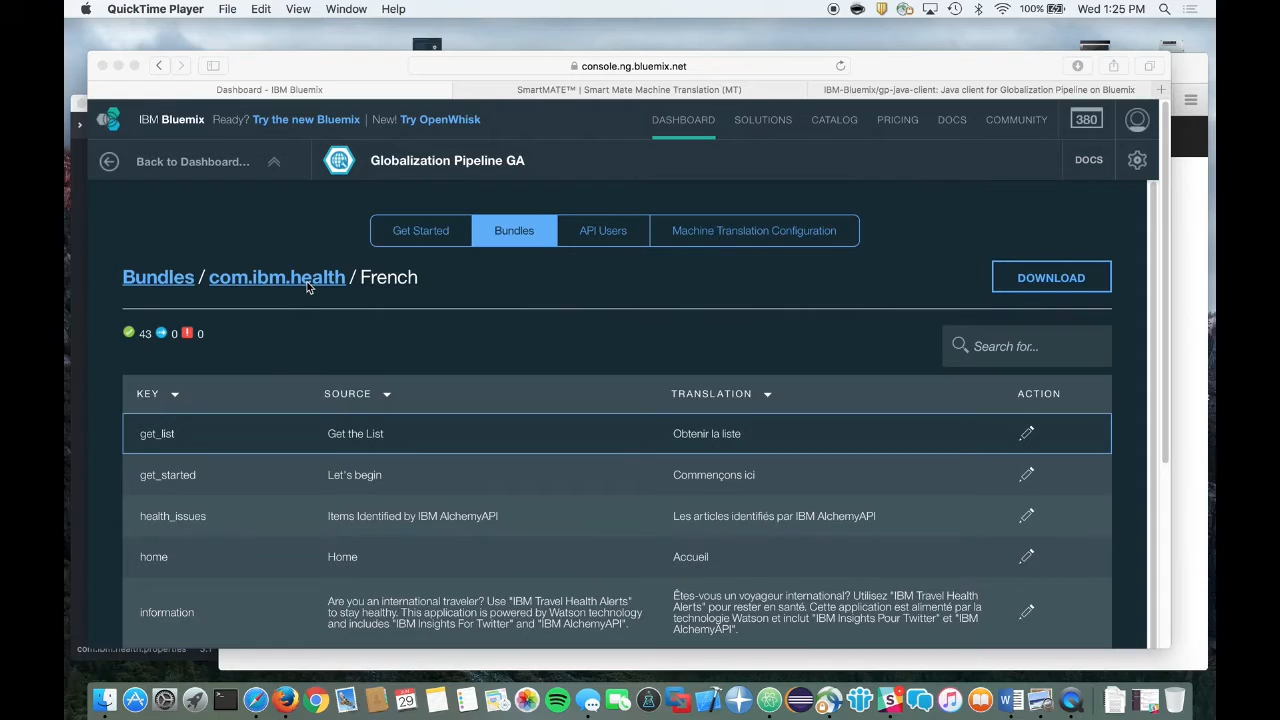 QuickTime Player File Edit View Window Help 100% Wed 1:25 PM
console.ng.bluemix.net
Dashboard - IBM Bluemix SmartMATE™ | Smart Mate Machine Translation (MT) IBM-Bluemix/gp-java-client: Java client for Globalization Pipeline on Bluemix
IBM Bluemix Ready? Try the new Bluemix | New! Try OpenWhisk DASHBOARD SOLUTIONS CATALOG PRICING DOCS COMMUNITY 380
Back to Dashboard... Globalization Pipeline GA DOCS
Get Started Bundles API Users Machine Translation Configuration
Bundles / com.ibm.health / French DOWNLOAD
43 0 0 Search for...
KEY SOURCE TRANSLATION ACTION
get_list Get the List Obtenir la liste
get_started Let's begin Commençons ici
health_issues Items Identified by IBM AlchemyAPI Les articles identifiés par IBM AlchemyAPI
home Home Accueil
information
Are you an international traveler? Use "IBM Travel Health Alerts"
to stay healthy. This application is powered by Watson technology
and includes "IBM Insights For Twitter" and "IBM AlchemyAPI".
Êtes-vous un voyageur international? Utilisez "IBM Travel Health
Alerts" pour rester en santé. Cette application est alimenté par la
technologie Watson et inclut "IBM Insights Pour Twitter" et "IBM
AlchemyAPI".
com.ibm.health.properties
29